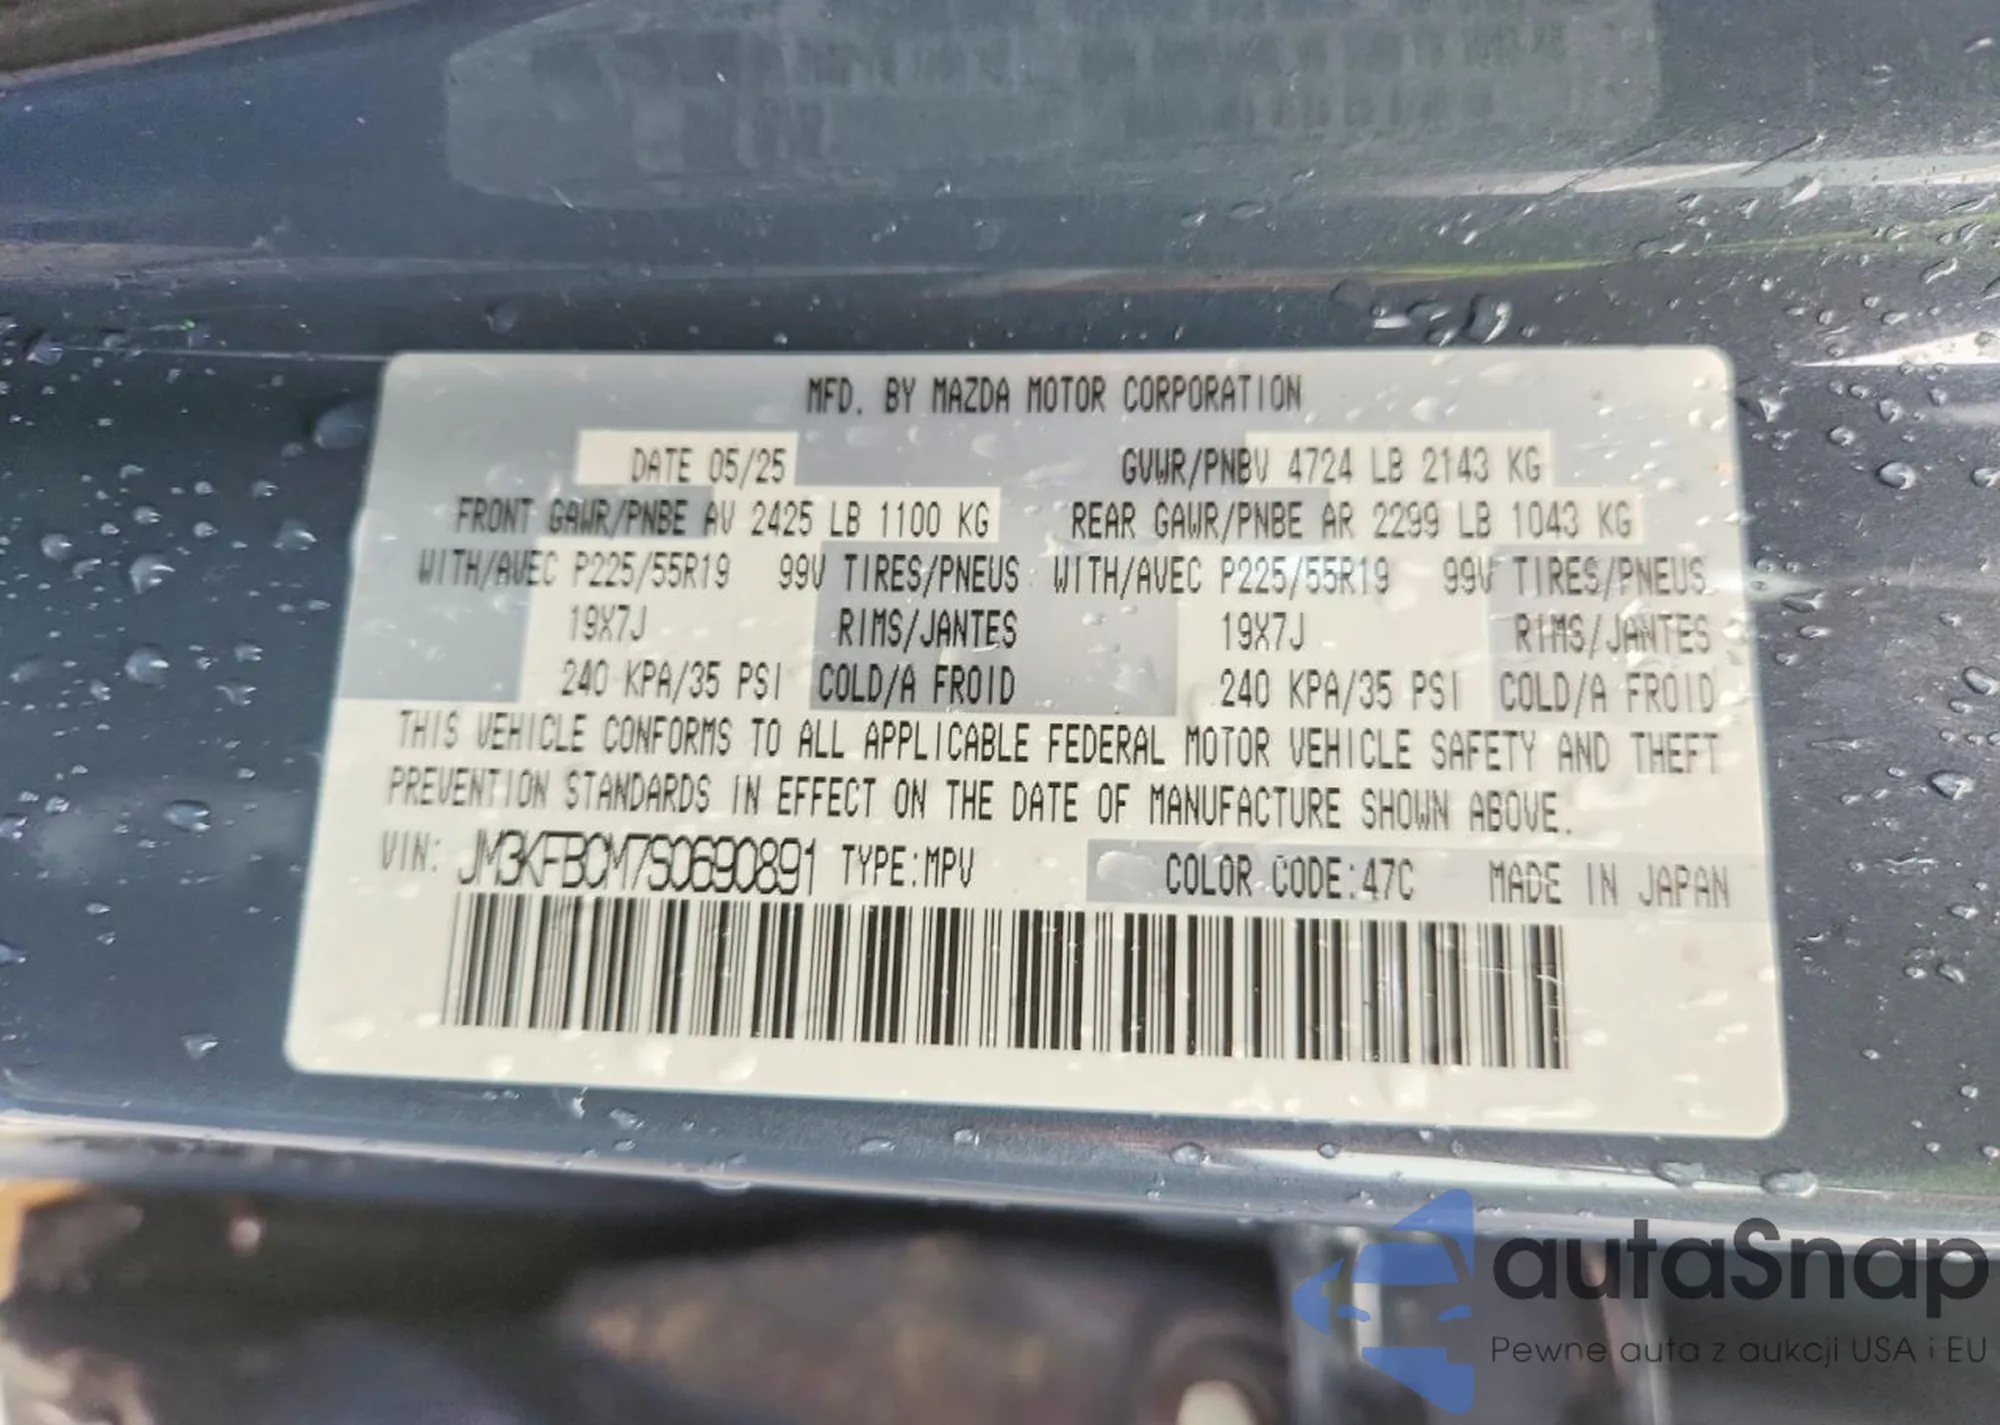 MFD. BY MAZDA MOTOR CORPORATION
DATE 05/25 GVWR/PNBV 4724 LB 2143 KG
FRONT GAWR/PNBE AV 2425 LB 1100 KG REAR GAWR/PNBE AR 2299 LB 1043 KG
WITH/AVEC P225/55R19 99V TIRES/PNEUS WITH/AVEC P225/55R19 99V TIRES/PNEUS
19X7J RIMS/JANTES 19X7J RIMS/JANTES
240 KPA/35 PSI COLD/A FROID 240 KPA/35 PSI COLD/A FROID
THIS VEHICLE CONFORMS TO ALL APPLICABLE FEDERAL MOTOR VEHICLE SAFETY AND THEFT
PREVENTION STANDARDS IN EFFECT ON THE DATE OF MANUFACTURE SHOWN ABOVE.
VIN: JM3KFBCM7S0690891 TYPE:MPV COLOR CODE:47C MADE IN JAPAN
autaSnap
Pewne auta z aukcji USA i EU